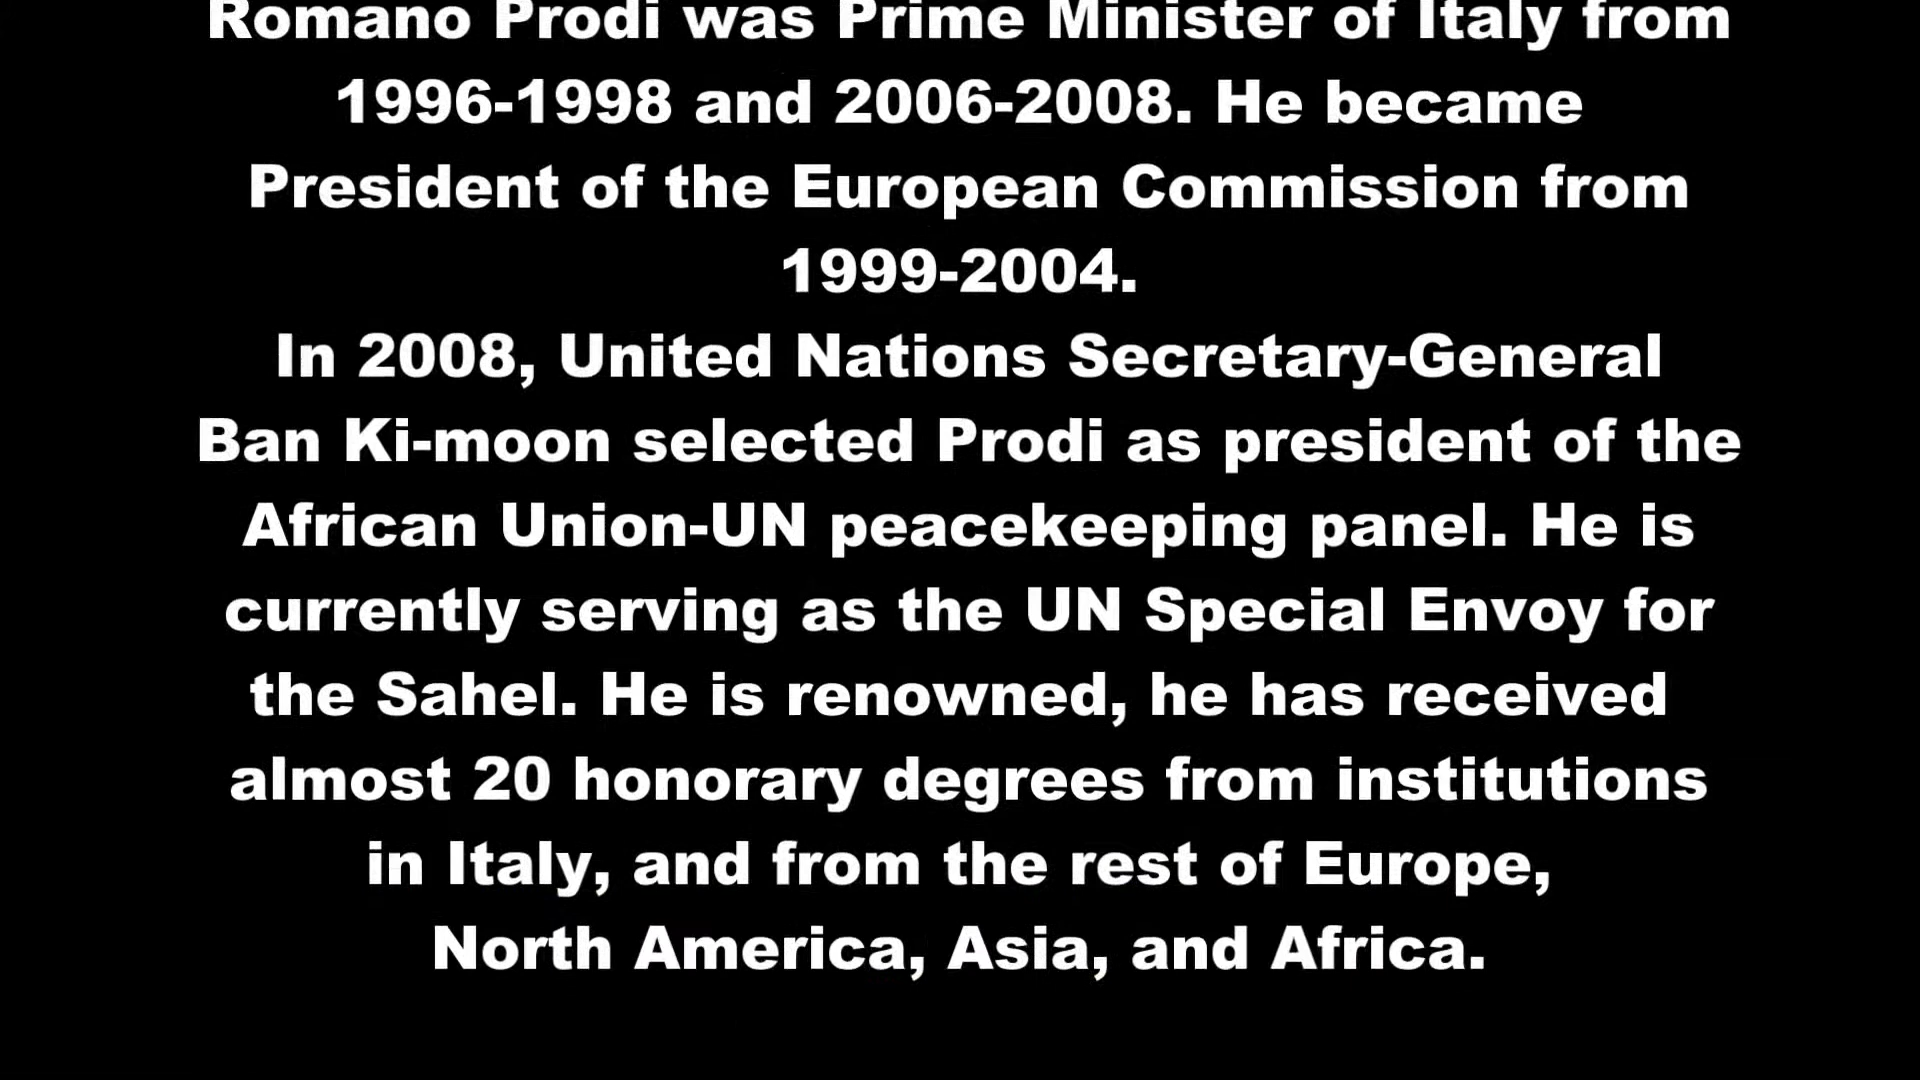 Romano Prodi was Prime Minister of Italy from
1996-1998 and 2006-2008. He became
President of the European Commission from
1999-2004.
In 2008, United Nations Secretary-General
Ban Ki-moon selected Prodi as president of the
African Union-UN peacekeeping panel. He is
currently serving as the UN Special Envoy for
the Sahel. He is renowned, he has received
almost 20 honorary degrees from institutions
in Italy, and from the rest of Europe,
North America, Asia, and Africa.